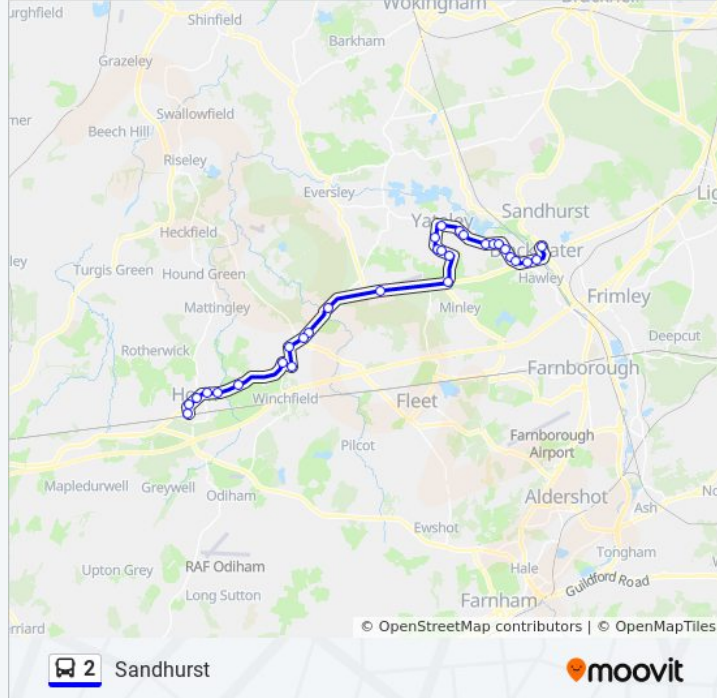 urghfield
Shinfield
Wokingham
Barkham
Grazeley
Swallowfield
Beech Hill
Riseley
Eversley
Sandhurst
Heckfield
Turgis Green
Hound Green
Hawley
Mattingley
Minley
Frimley
Rotherwick
Deepcut
Farnborough
Winchfield
Fleet
Pilcot
Farnborough
Airport
Mapledurwell
Greywell
Odiham
Aldershot
Ash
Ewshot
Tongham
Upton Grey
RAF Odiham
Hale
Guildford Road
Long Sutton
Farnham
© OpenStreetMap contributors | © OpenMapTiles
2 Sandhurst
moovit